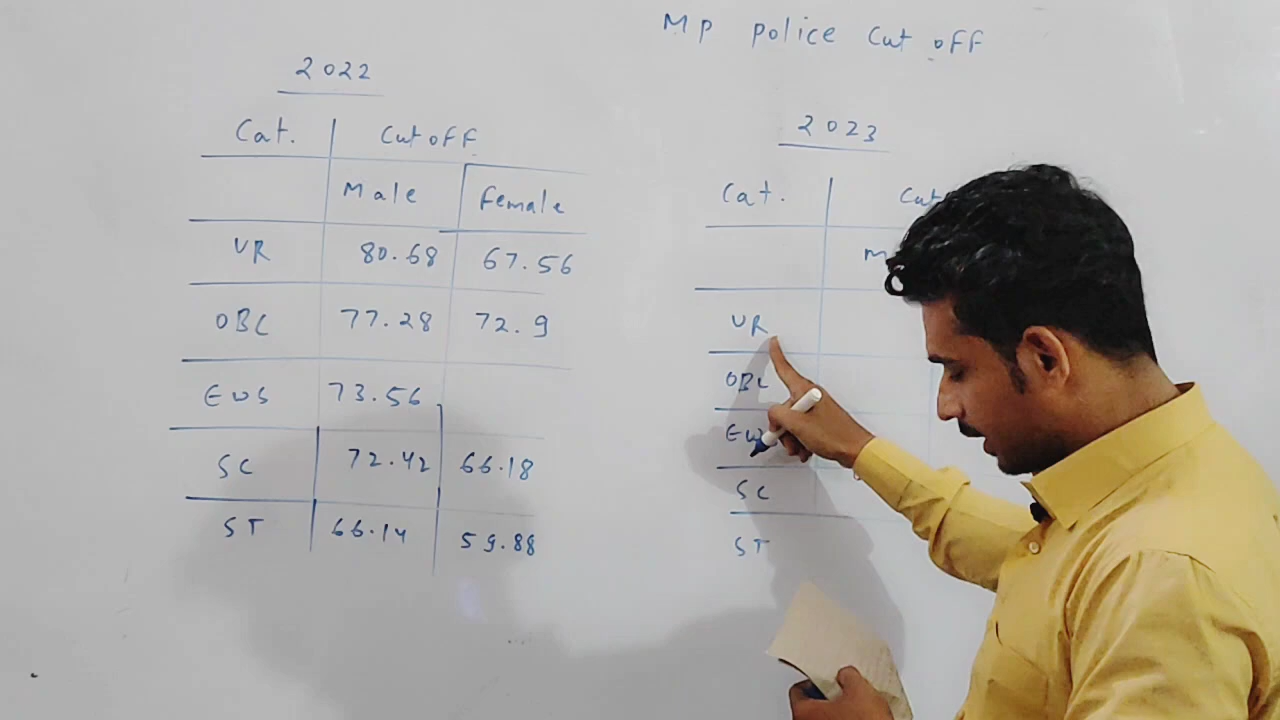 MP police Cut off
2022
Cat. Cut off
Male Female
UR 80.68 67.56
OBC 77.28 72.9
EWS 73.56
SC 72.42 66.18
ST 66.14 59.88
2023
Cat. Cut
M
UR
OBC
SC
ST